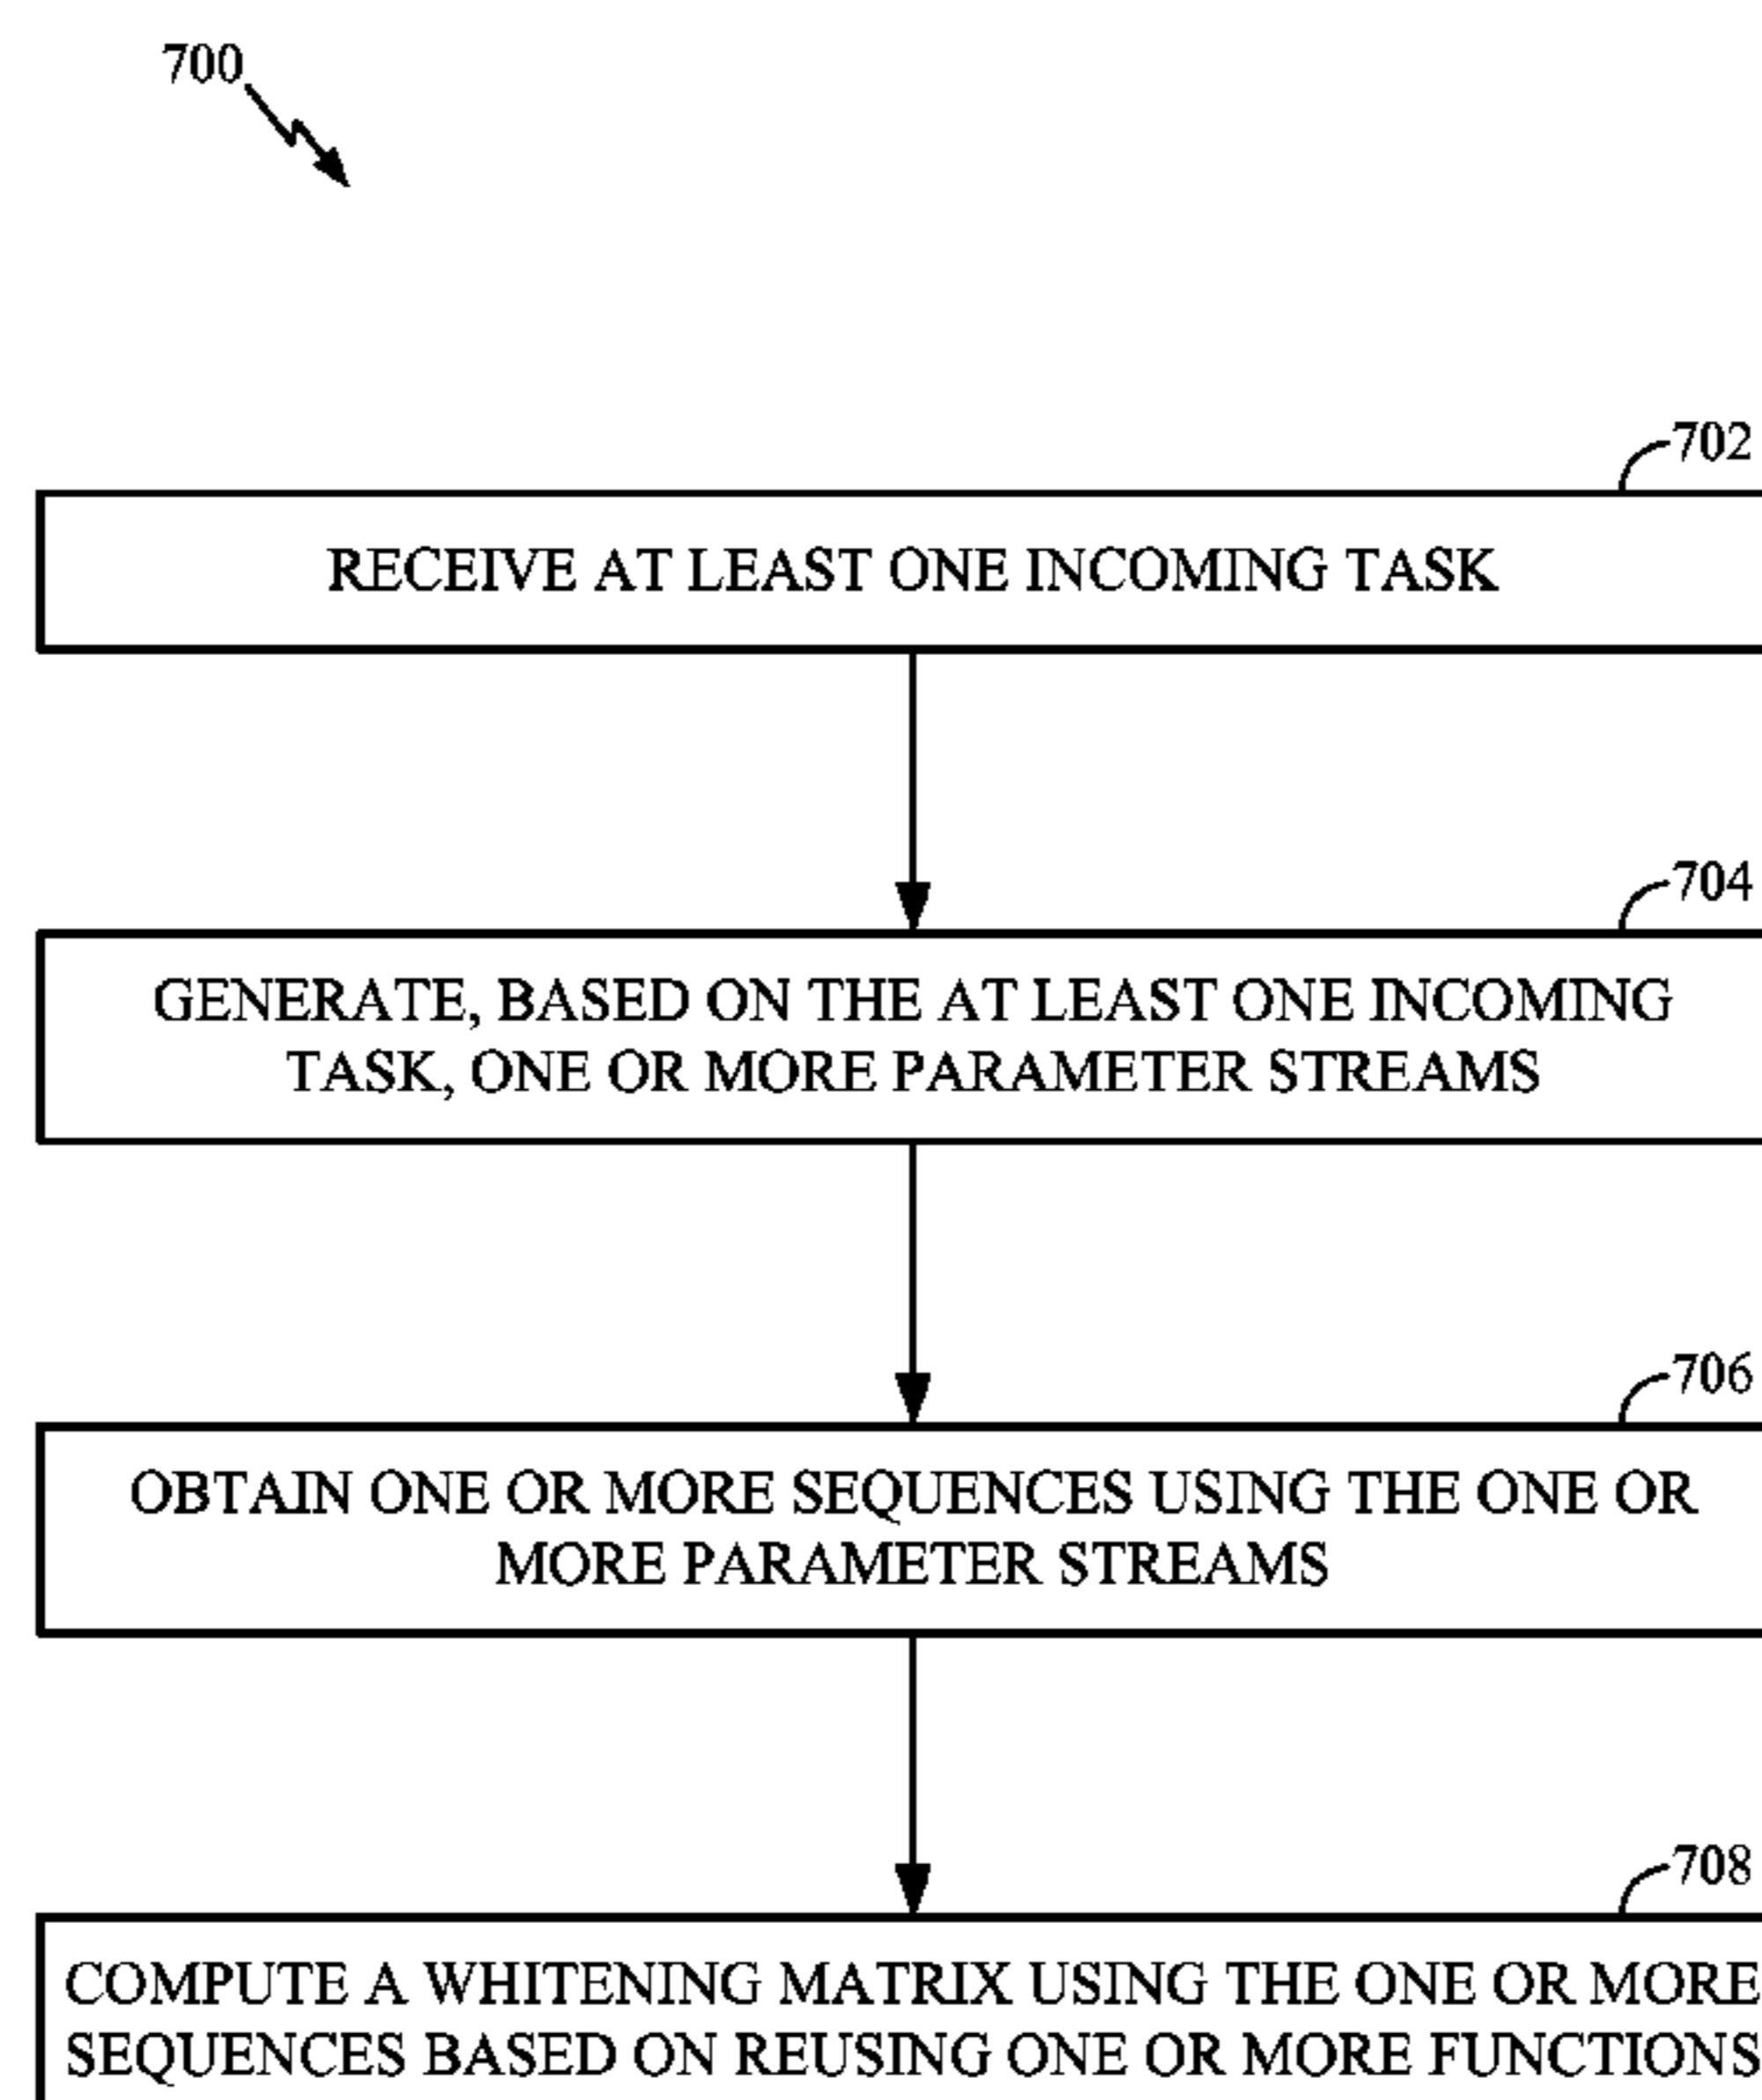 700
702
RECEIVE AT LEAST ONE INCOMING TASK
704
GENERATE, BASED ON THE AT LEAST ONE INCOMING
TASK, ONE OR MORE PARAMETER STREAMS
706
OBTAIN ONE OR MORE SEQUENCES USING THE ONE OR
MORE PARAMETER STREAMS
708
COMPUTE A WHITENING MATRIX USING THE ONE OR MORE
SEQUENCES BASED ON REUSING ONE OR MORE FUNCTIONS